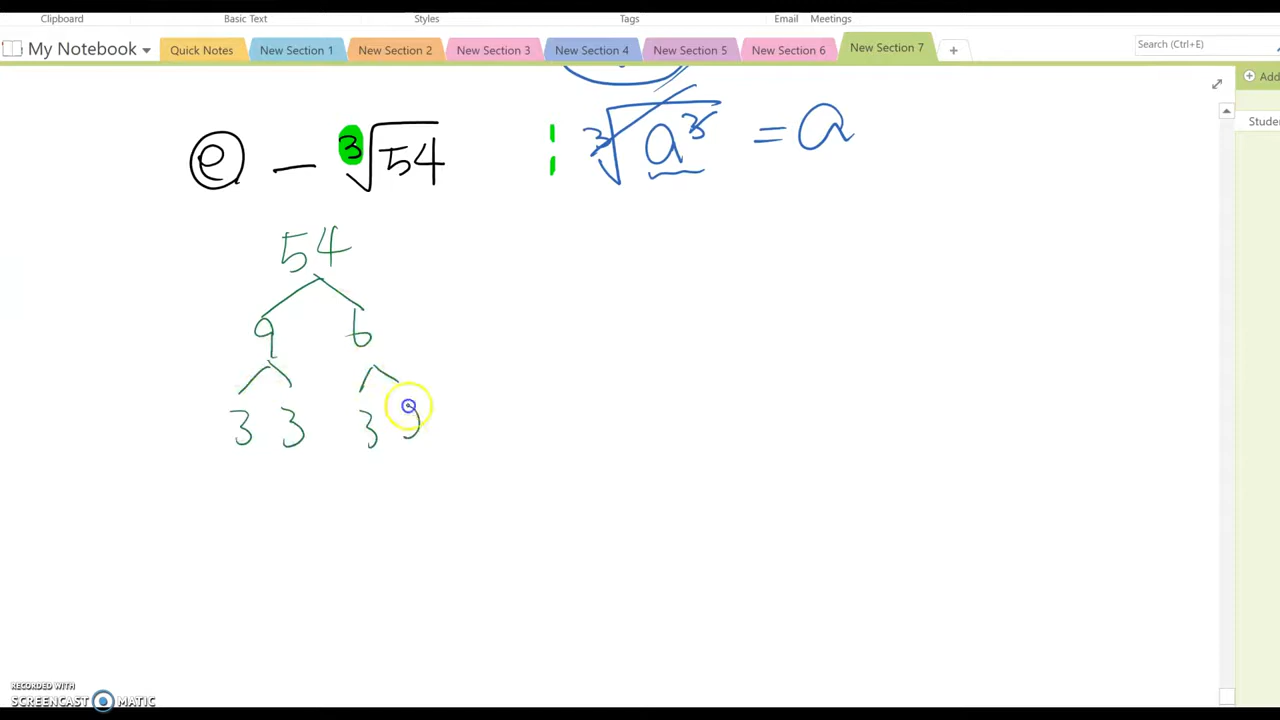 Clipboard Basic Text Styles Tags Email Meetings
My Notebook Quick Notes New Section 1 New Section 2 New Section 3 New Section 4 New Section 5 New Section 6 New Section 7 + Search (Ctrl+E)
Add
Stude
e - ∛54 ∛a³ = a
54
9 6
3 3 3
RECORDED WITH
SCREENCAST MATIC